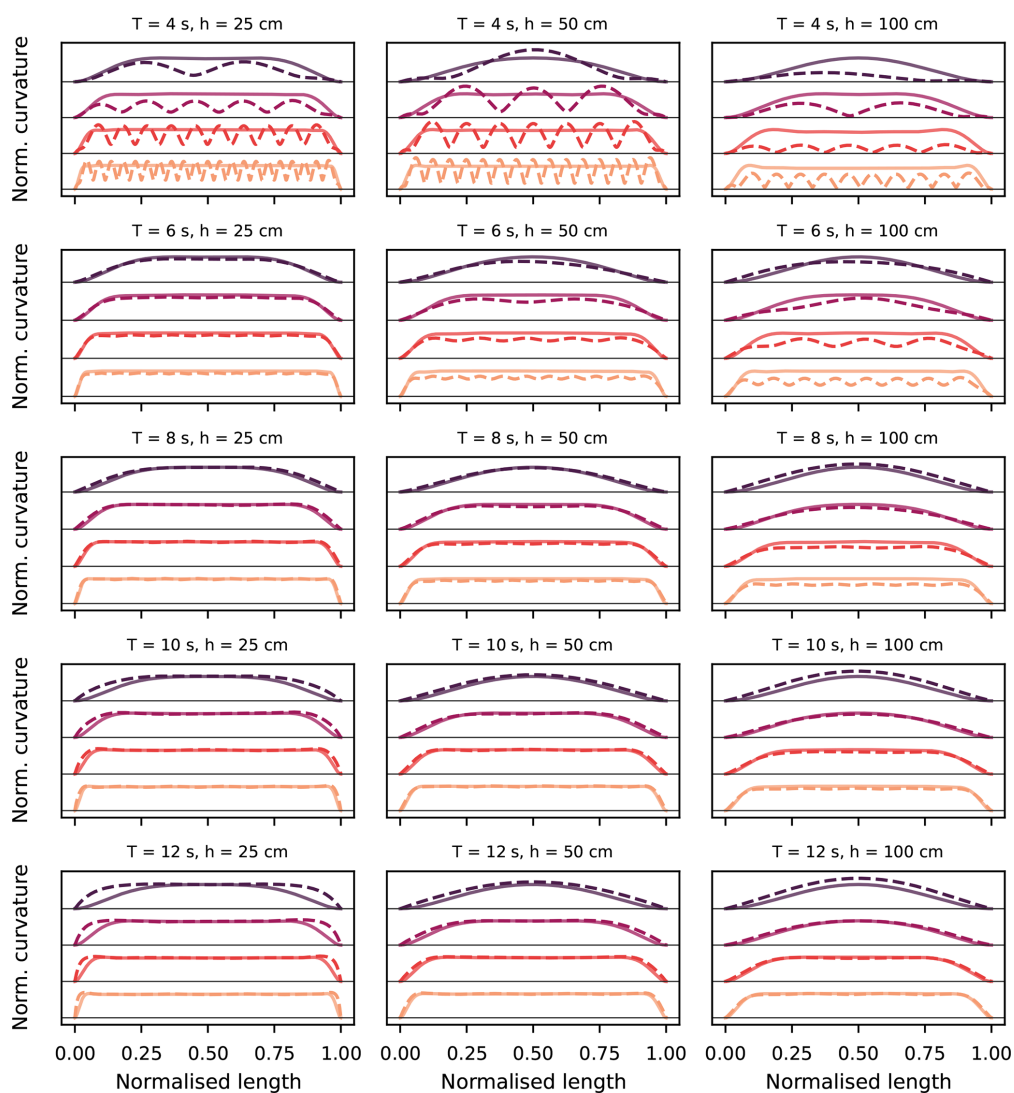 T = 4 s, h = 25 cm
T = 4 s, h = 50 cm
T = 4 s, h = 100 cm
Norm. curvature
T = 6 s, h = 25 cm
T = 6 s, h = 50 cm
T = 6 s, h = 100 cm
Norm. curvature
T = 8 s, h = 25 cm
T = 8 s, h = 50 cm
T = 8 s, h = 100 cm
Norm. curvature
T = 10 s, h = 25 cm
T = 10 s, h = 50 cm
T = 10 s, h = 100 cm
Norm. curvature
T = 12 s, h = 25 cm
T = 12 s, h = 50 cm
T = 12 s, h = 100 cm
Norm. curvature
0.00 0.25 0.50 0.75 1.00
0.00 0.25 0.50 0.75 1.00
0.00 0.25 0.50 0.75 1.00
Normalised length
Normalised length
Normalised length